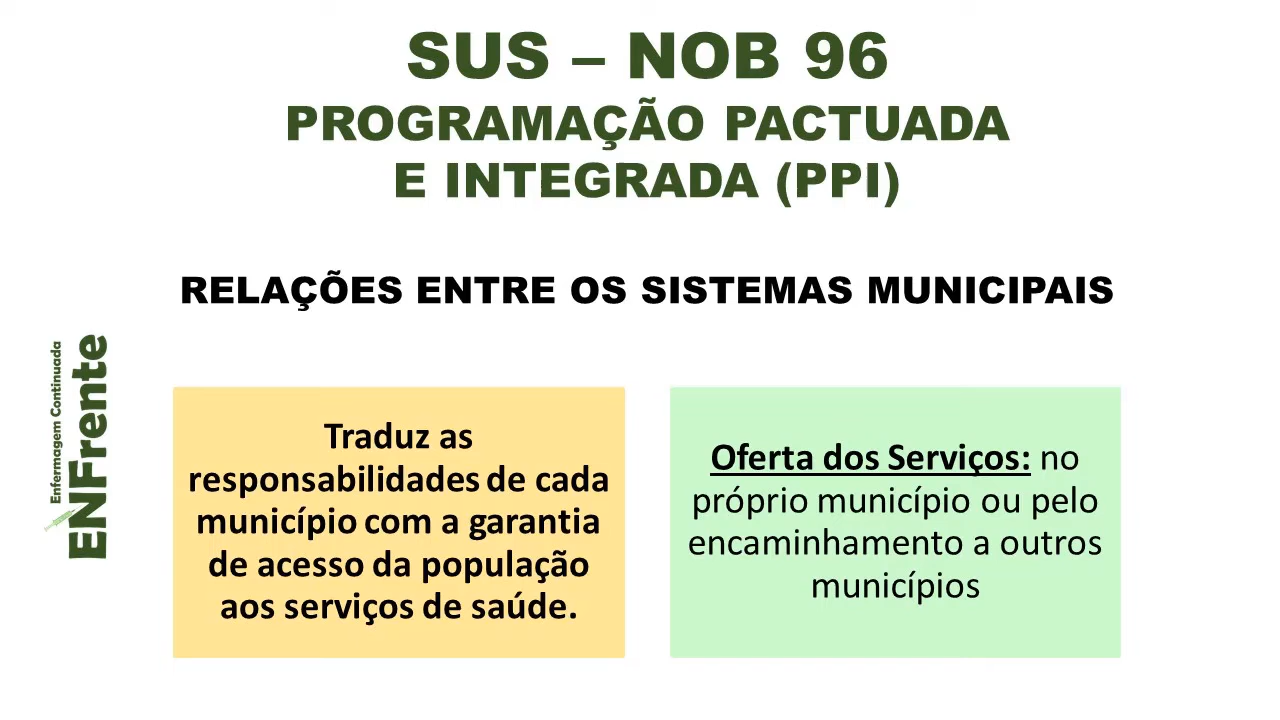 SUS – NOB 96
PROGRAMAÇÃO PACTUADA
E INTEGRADA (PPI)
RELAÇÕES ENTRE OS SISTEMAS MUNICIPAIS
Enfermagem Continuada
ENFrente
Traduz as
responsabilidades de cada
município com a garantia
de acesso da população
aos serviços de saúde.
Oferta dos Serviços: no
próprio município ou pelo
encaminhamento a outros
municípios